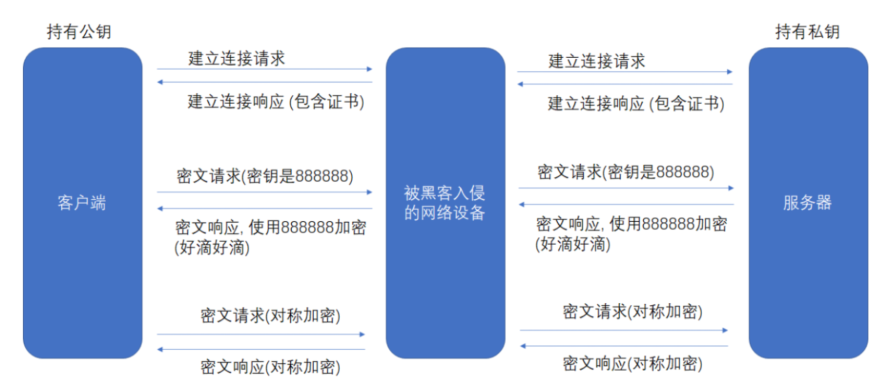 持有公钥
持有私钥
建立连接请求
建立连接请求
建立连接响应 (包含证书)
建立连接响应 (包含证书)
密文请求(密钥是888888)
密文请求(密钥是888888)
客户端
被黑客入侵
的网络设备
服务器
密文响应, 使用888888加密
(好滴好滴)
密文响应, 使用888888加密
(好滴好滴)
密文请求(对称加密)
密文请求(对称加密)
密文响应(对称加密)
密文响应(对称加密)